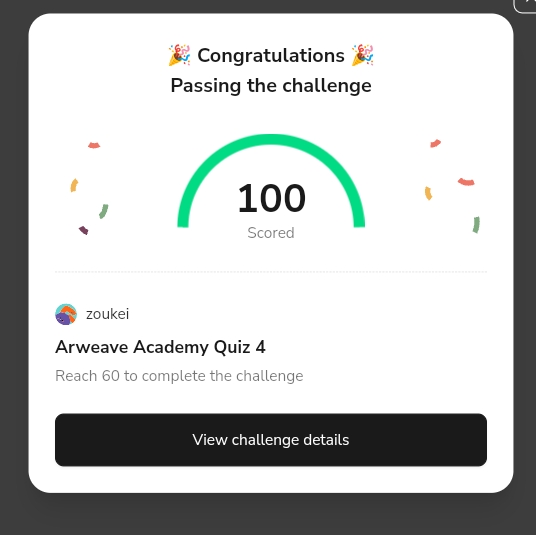 🎉 Congratulations 🎉
Passing the challenge
100
Scored
zoukei
Arweave Academy Quiz 4
Reach 60 to complete the challenge
View challenge details